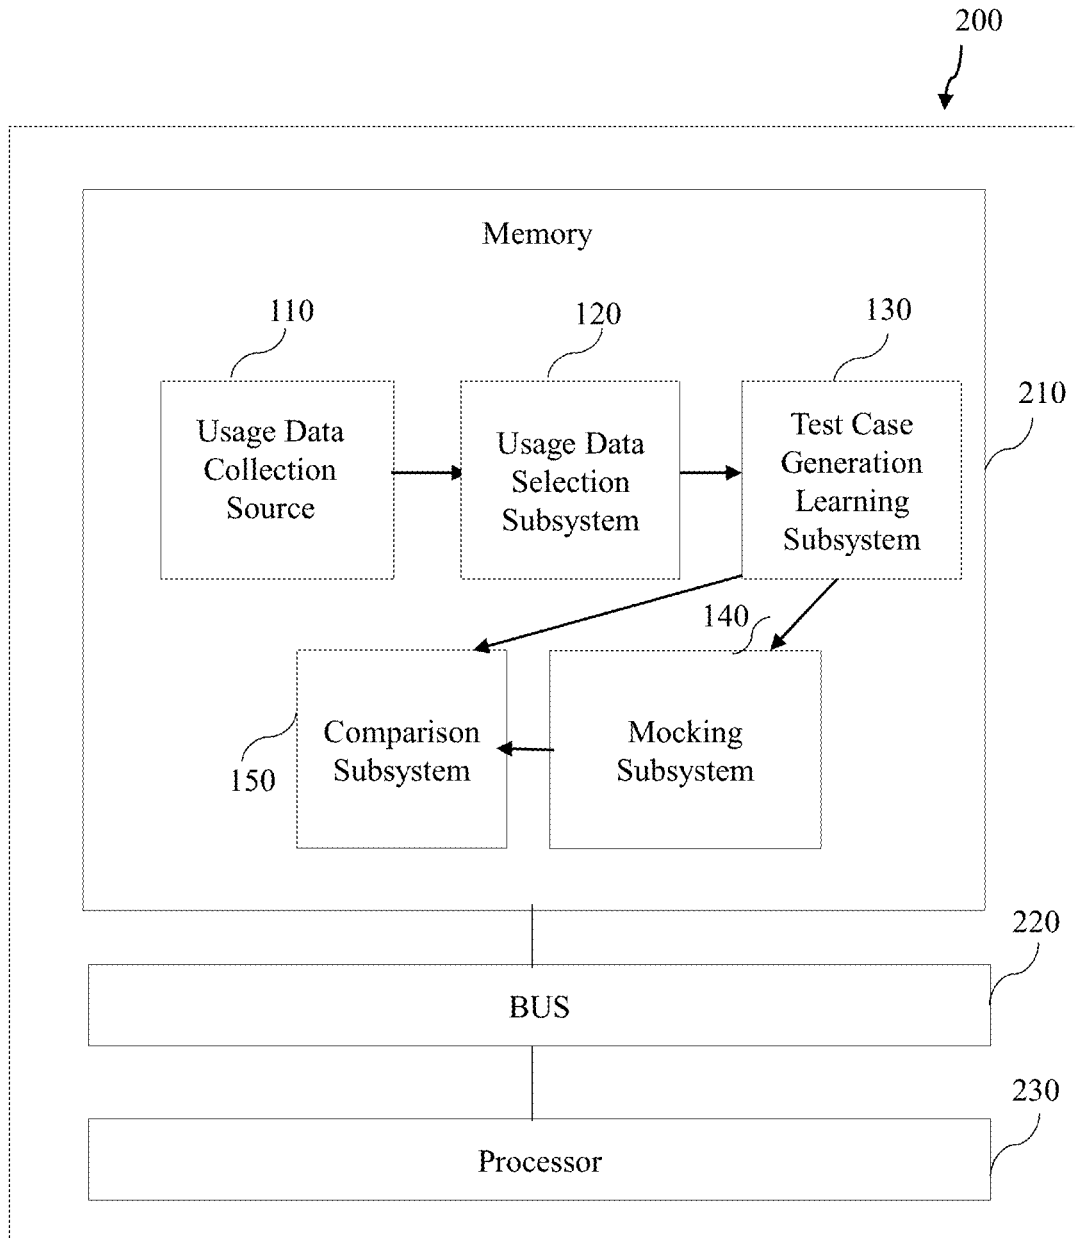 200
Memory
110
120
130
210
Usage Data
Collection
Source
Usage Data
Selection
Subsystem
Test Case
Generation
Learning
Subsystem
140
150
Comparison
Subsystem
Mocking
Subsystem
220
BUS
230
Processor